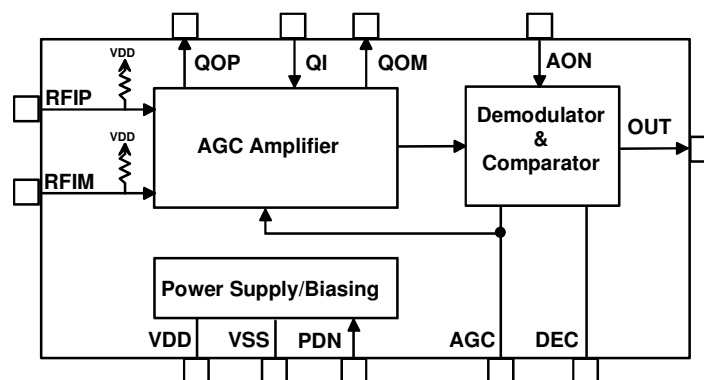 VDD
QOP
QI
QOM
AON
RFIP
AGC Amplifier
Demodulator
&
Comparator
OUT
VDD
RFIM
Power Supply/Biasing
VDD
VSS
PDN
AGC
DEC